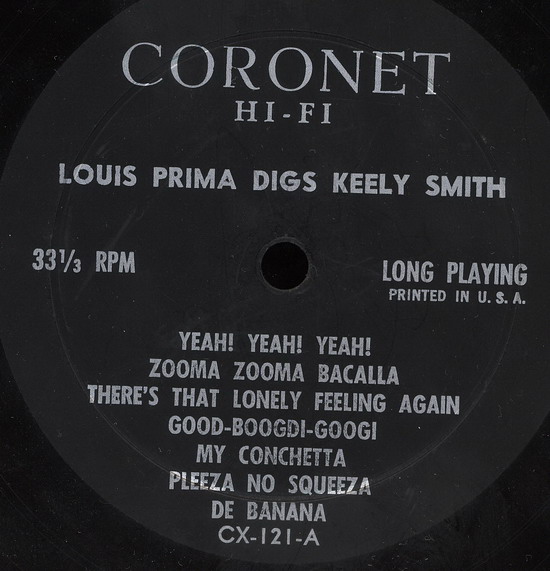 CORONET
HI-FI
LOUIS PRIMA DIGS KEELY SMITH
33⅓ RPM
LONG PLAYING
PRINTED IN U. S. A.
YEAH! YEAH! YEAH!
ZOOMA ZOOMA BACALLA
THERE'S THAT LONELY FEELING AGAIN
GOOD-BOOGDI-GOOGI
MY CONCHETTA
PLEEZA NO SQUEEZA
DE BANANA
CX-121-A